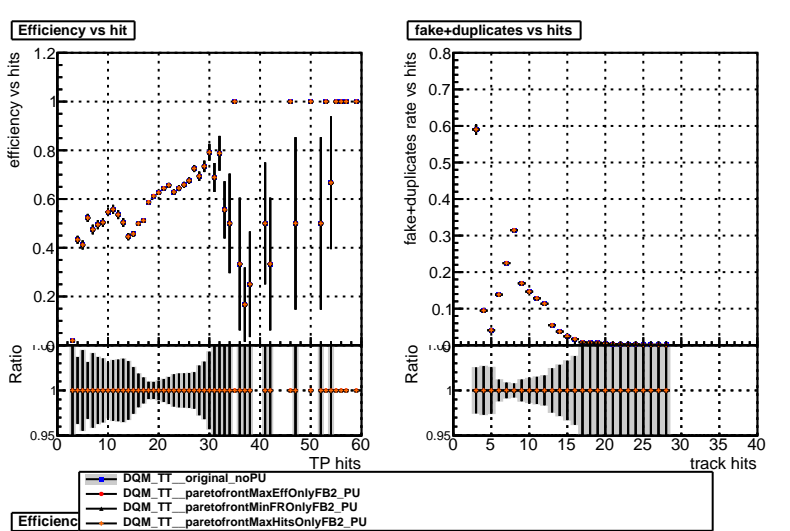 Efficiency vs hit
fake+duplicates vs hits
efficiency vs hits
1.2
1
0.8
0.6
0.4
0.2
0
Ratio
1
0.95
0 10 20 30 40 50 60
TP hits
fake+duplicates rate vs hits
0.8
0.7
0.6
0.5
0.4
0.3
0.2
0.1
0
Ratio
1
0.95
0 5 10 15 20 25 30 35 40
track hits
DQM_TT__original_noPU
DQM_TT__paretofrontMaxEffOnlyFB2_PU
DQM_TT__paretofrontMinFROnlyFB2_PU
DQM_TT__paretofrontMaxHitsOnlyFB2_PU
Efficienc